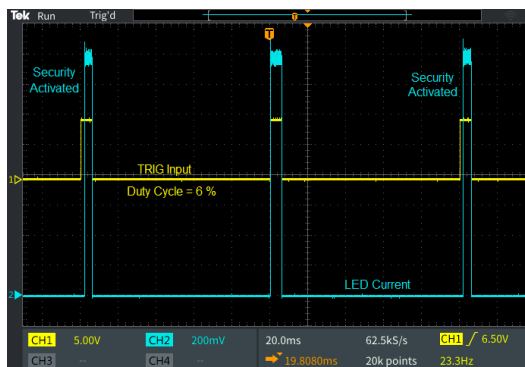 Tek Run Trig'd
T
T
Security
Activated
Security
Activated
TRIG Input
1
Duty Cycle = 6 %
LED Current
2
CH1 5.00V CH2 200mV 20.0ms 62.5kS/s CH1 6.50V
CH3 -- CH4 -- 19.8080ms 20k points 23.3Hz